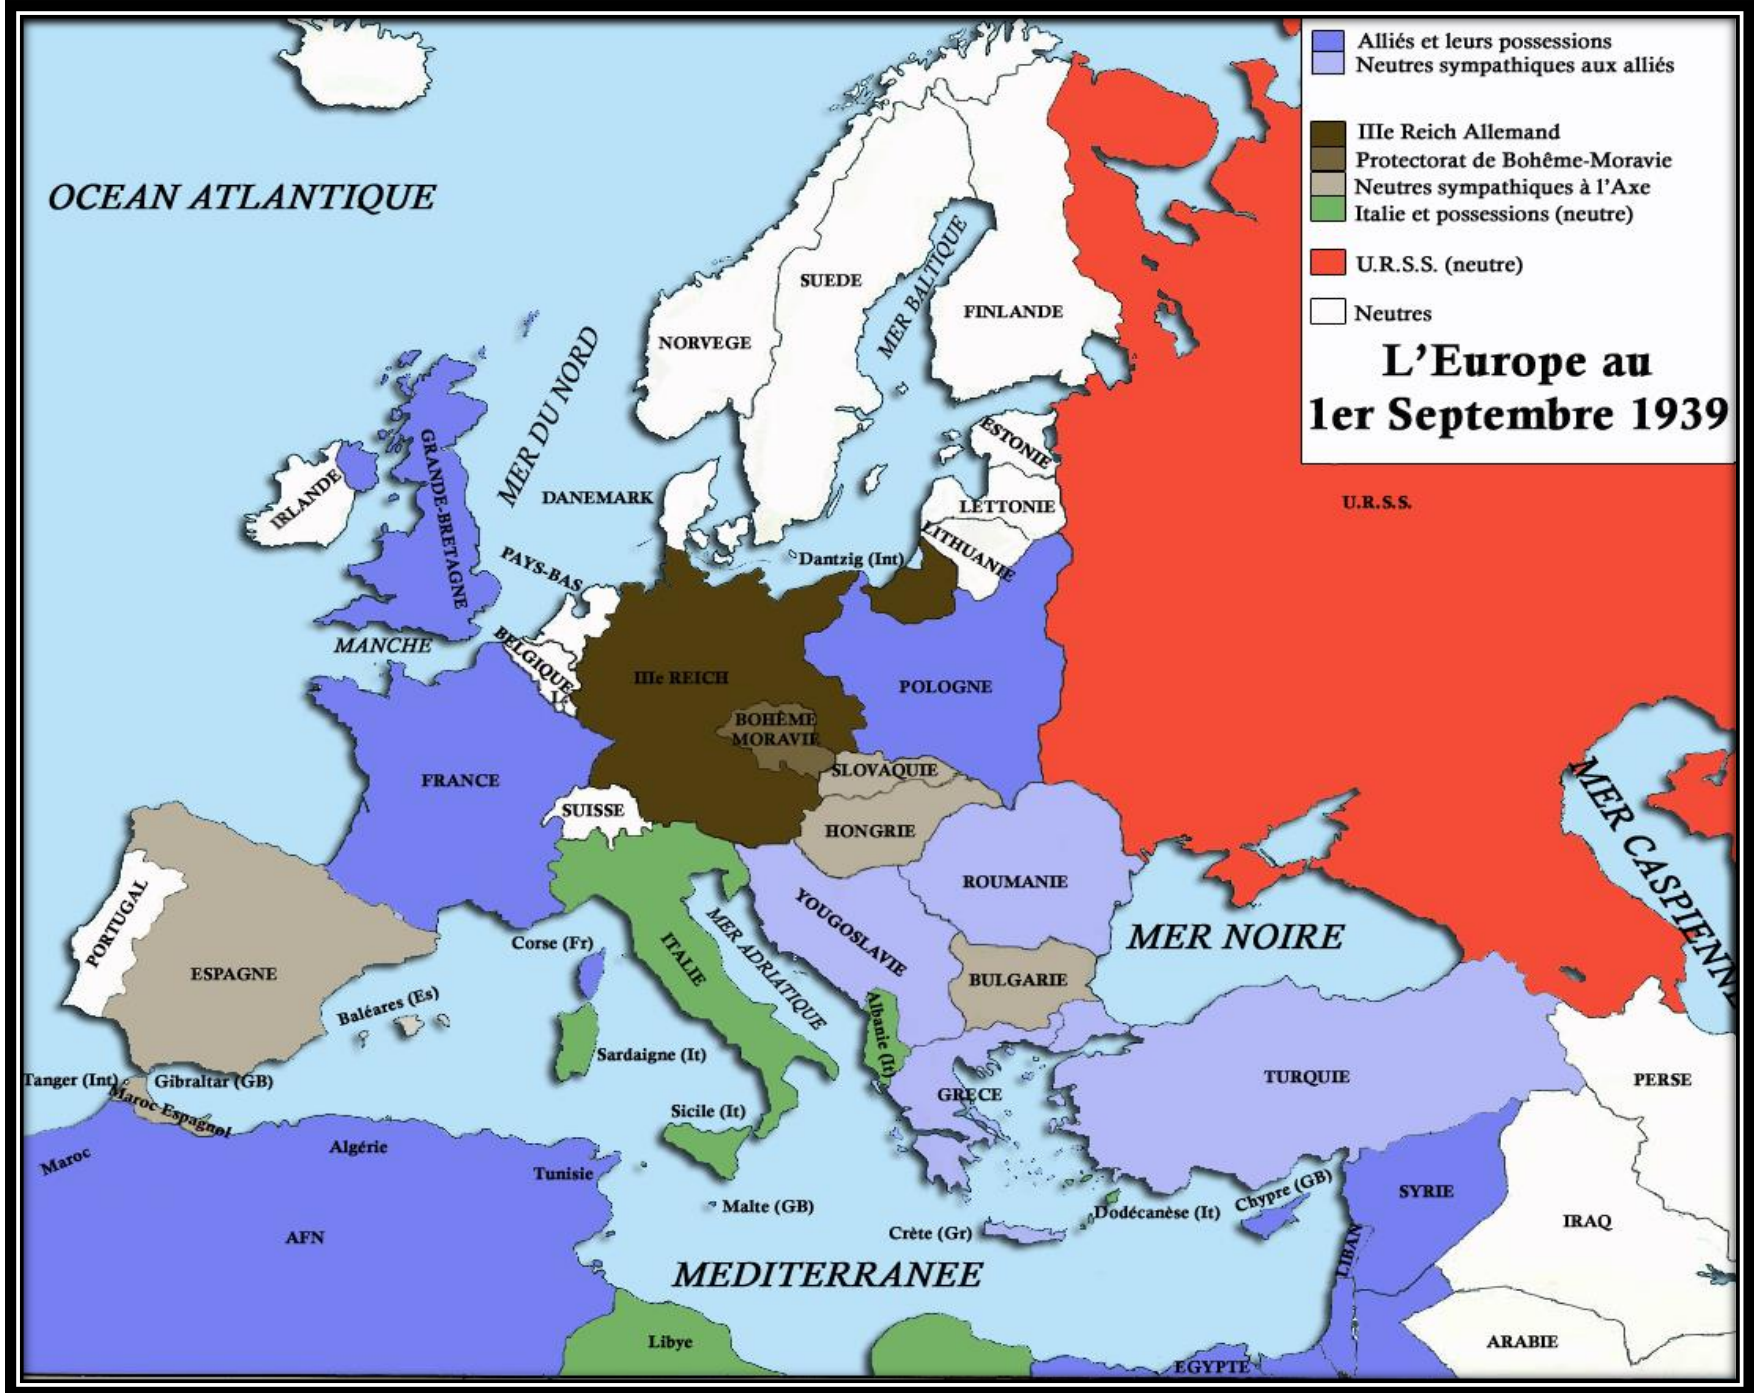 Alliés et leurs possessions
Neutres sympathiques aux alliés
IIIe Reich Allemand
Protectorat de Bohême-Moravie
Neutres sympathiques à l'Axe
Italie et possessions (neutre)
U.R.S.S. (neutre)
Neutres
L'Europe au
1er Septembre 1939
OCEAN ATLANTIQUE
SUEDE
MER BALTIQUE
FINLANDE
NORVEGE
MER DU NORD
ESTONIE
GRANDE-BRETAGNE
IRLANDE
DANEMARK
LETTONIE
U.R.S.S.
LITHUANIE
Dantzig (Int)
PAYS-BAS
MANCHE
BELGIQUE
L.
IIIe REICH
POLOGNE
BOHÊME
MORAVIE
SLOVAQUIE
FRANCE
SUISSE
HONGRIE
MER CASPIENNE
ROUMANIE
PORTUGAL
YOUGOSLAVIE
MER NOIRE
Corse (Fr)
ITALIE
MER ADRIATIQUE
ESPAGNE
BULGARIE
Baléares (Es)
Albanie (It)
Sardaigne (It)
Tanger (Int)
Gibraltar (GB)
Maroc Espagnol
TURQUIE
PERSE
GRECE
Sicile (It)
Maroc
Algérie
Tunisie
Malte (GB)
Crète (Gr)
Dodécanèse (It)
Chypre (GB)
SYRIE
IRAQ
AFN
LIBAN
MEDITERRANEE
Libye
EGYPTE
ARABIE